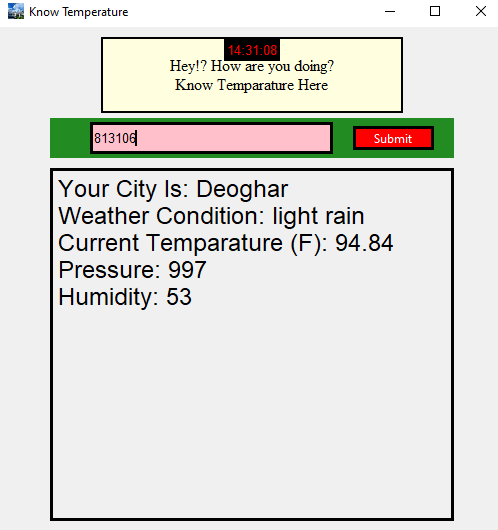 Know Temperature
14:31:08
Hey!? How are you doing?
Know Temparature Here
813106
Submit
Your City Is: Deoghar
Weather Condition: light rain
Current Temparature (F): 94.84
Pressure: 997
Humidity: 53